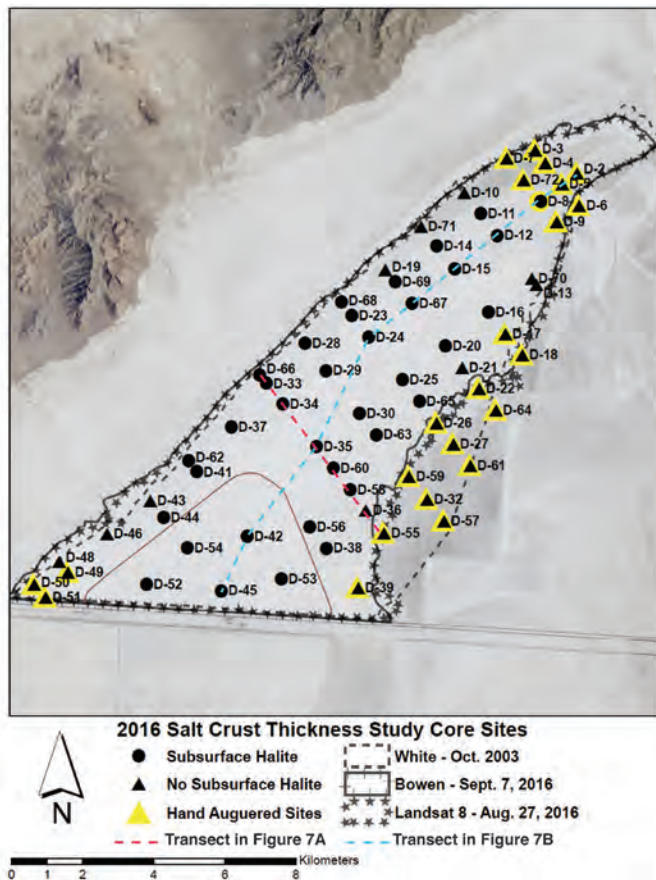 D-3
D-1
D-4
D-2
D-72
D-5
D-10
D-8
D-6
D-11
D-9
D-71
D-12
D-14
D-19
D-15
D-69
D-70
D-13
D-68
D-67
D-23
D-16
D-24
D-17
D-28
D-20
D-18
D-66
D-29
D-21
D-33
D-25
D-22
D-34
D-65
D-64
D-30
D-26
D-37
D-63
D-35
D-27
D-62
D-60
D-61
D-41
D-59
D-58
D-43
D-32
D-44
D-36
D-57
D-56
D-46
D-42
D-55
D-54
D-38
D-48
D-49
D-53
D-50
D-52
D-45
D-39
D-51
2016 Salt Crust Thickness Study Core Sites
Subsurface Halite
White - Oct. 2003
No Subsurface Halite
Bowen - Sept. 7, 2016
N
Hand Auguered Sites
Landsat 8 - Aug. 27, 2016
Transect in Figure 7A
Transect in Figure 7B
Kilometers
0 1 2 4 6 8